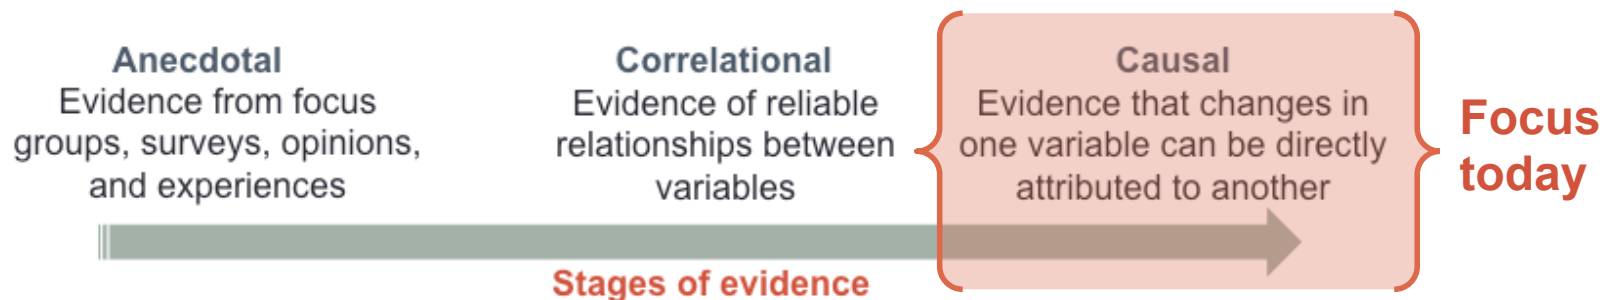 Anecdotal
Evidence from focus
groups, surveys, opinions,
and experiences
Correlational
Evidence of reliable
relationships between
variables
Causal
Evidence that changes in
one variable can be directly
attributed to another
Focus
today
Stages of evidence